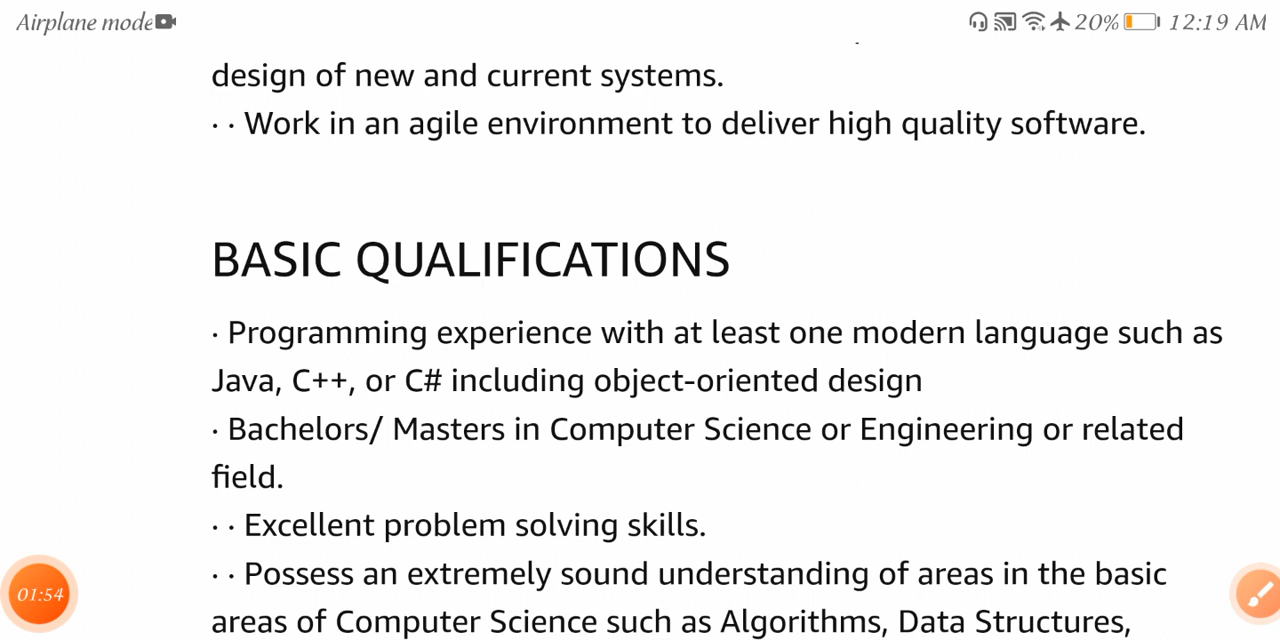 Airplane mode 20% 12:19 AM
design of new and current systems.
· · Work in an agile environment to deliver high quality software.
BASIC QUALIFICATIONS
· Programming experience with at least one modern language such as
Java, C++, or C# including object-oriented design
· Bachelors/ Masters in Computer Science or Engineering or related
field.
· · Excellent problem solving skills.
· · Possess an extremely sound understanding of areas in the basic
areas of Computer Science such as Algorithms, Data Structures,
01:54